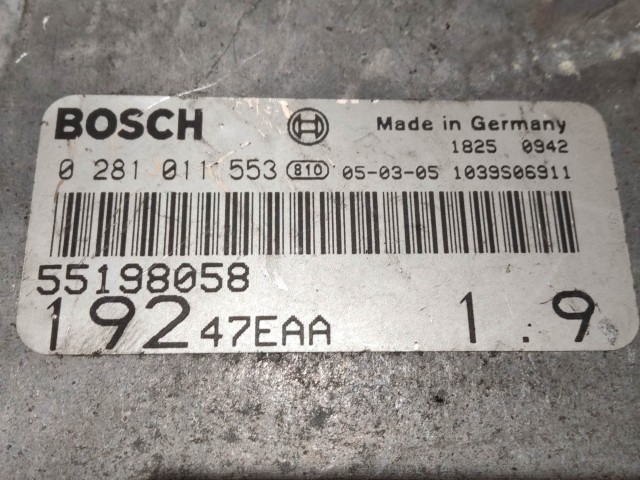 BOSCH Made in Germany
1825 0942
0 281 011 553 810 05-03-05 1039S06911
55198058
192 47EAA 1.9